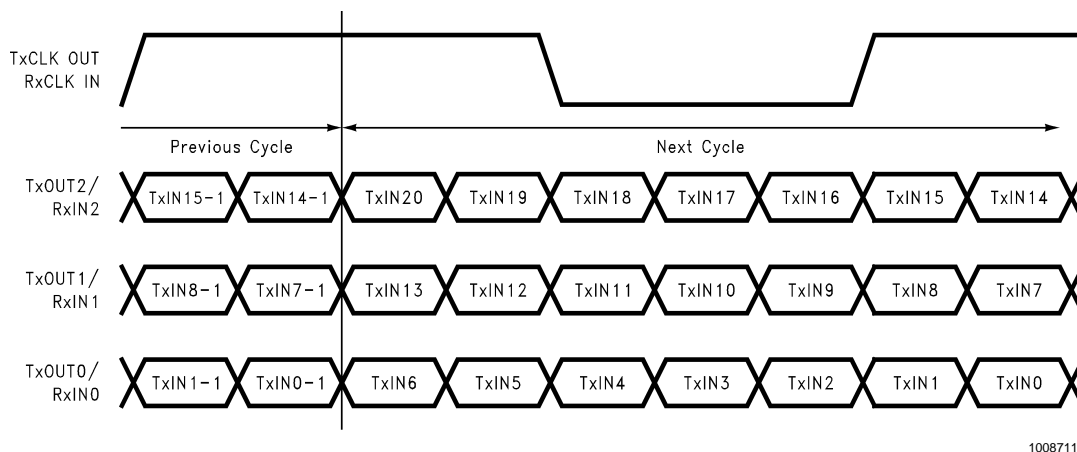 TxCLK OUT
RxCLK IN
Previous Cycle
Next Cycle
TxOUT2/
RxIN2
TxIN15-1 TxIN14-1 TxIN20 TxIN19 TxIN18 TxIN17 TxIN16 TxIN15 TxIN14
TxOUT1/
RxIN1
TxIN8-1 TxIN7-1 TxIN13 TxIN12 TxIN11 TxIN10 TxIN9 TxIN8 TxIN7
TxOUT0/
RxIN0
TxIN1-1 TxIN0-1 TxIN6 TxIN5 TxIN4 TxIN3 TxIN2 TxIN1 TxIN0
1008711